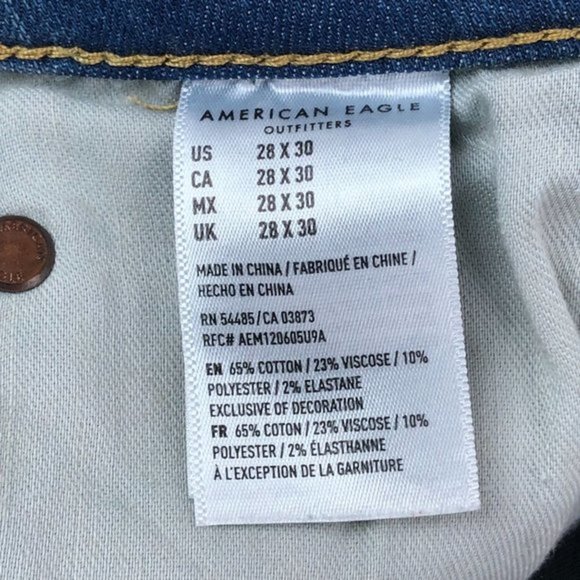 AMERICAN EAGLE
OUTFITTERS
US 28 X 30
CA 28 X 30
MX 28 X 30
UK 28 X 30
MADE IN CHINA / FABRIQUÉ EN CHINE /
HECHO EN CHINA
RN 54485 / CA 03873
RFC# AEM120605U9A
EN 65% COTTON / 23% VISCOSE / 10%
POLYESTER / 2% ELASTANE
EXCLUSIVE OF DECORATION
FR 65% COTON / 23% VISCOSE / 10%
POLYESTER / 2% ÉLASTHANNE
À L'EXCEPTION DE LA GARNITURE